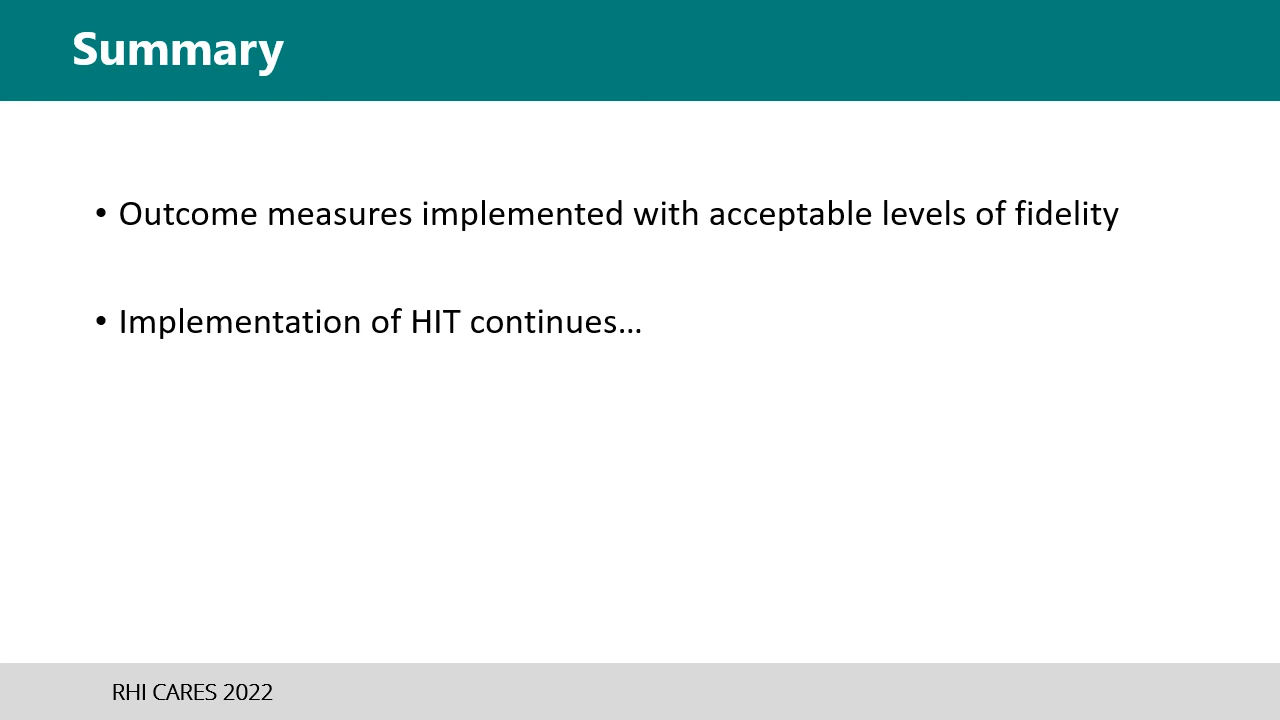 Summary
• Outcome measures implemented with acceptable levels of fidelity
• Implementation of HIT continues…
RHI CARES 2022